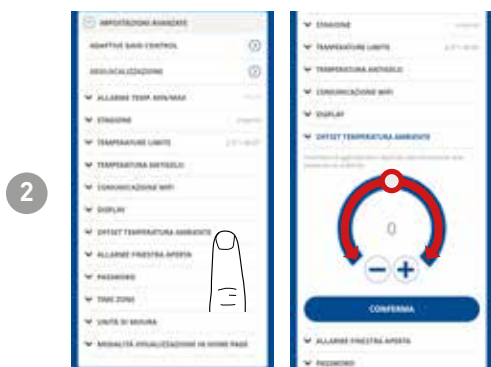 2
IMPOSTAZIONI AVANZATE
ADAPTIVE SAVE CONTROL
GEOLOCALIZZAZIONE
ALLARME TEMP. MIN/MAX
STAGIONE
TEMPERATURE LIMITE
TEMPERATURA ANTIGELO
COMUNICAZIONE WIFI
DISPLAY
OFFSET TEMPERATURA AMBIENTE
ALLARME FINESTRA APERTA
PASSWORD
TIME ZONE
UNITÀ DI MISURA
MODALITÀ VISUALIZZAZIONE IN HOME PAGE
STAGIONE
TEMPERATURE LIMITE
TEMPERATURA ANTIGELO
COMUNICAZIONE WIFI
DISPLAY
OFFSET TEMPERATURA AMBIENTE
0
CONFERMA
ALLARME FINESTRA APERTA
PASSWORD